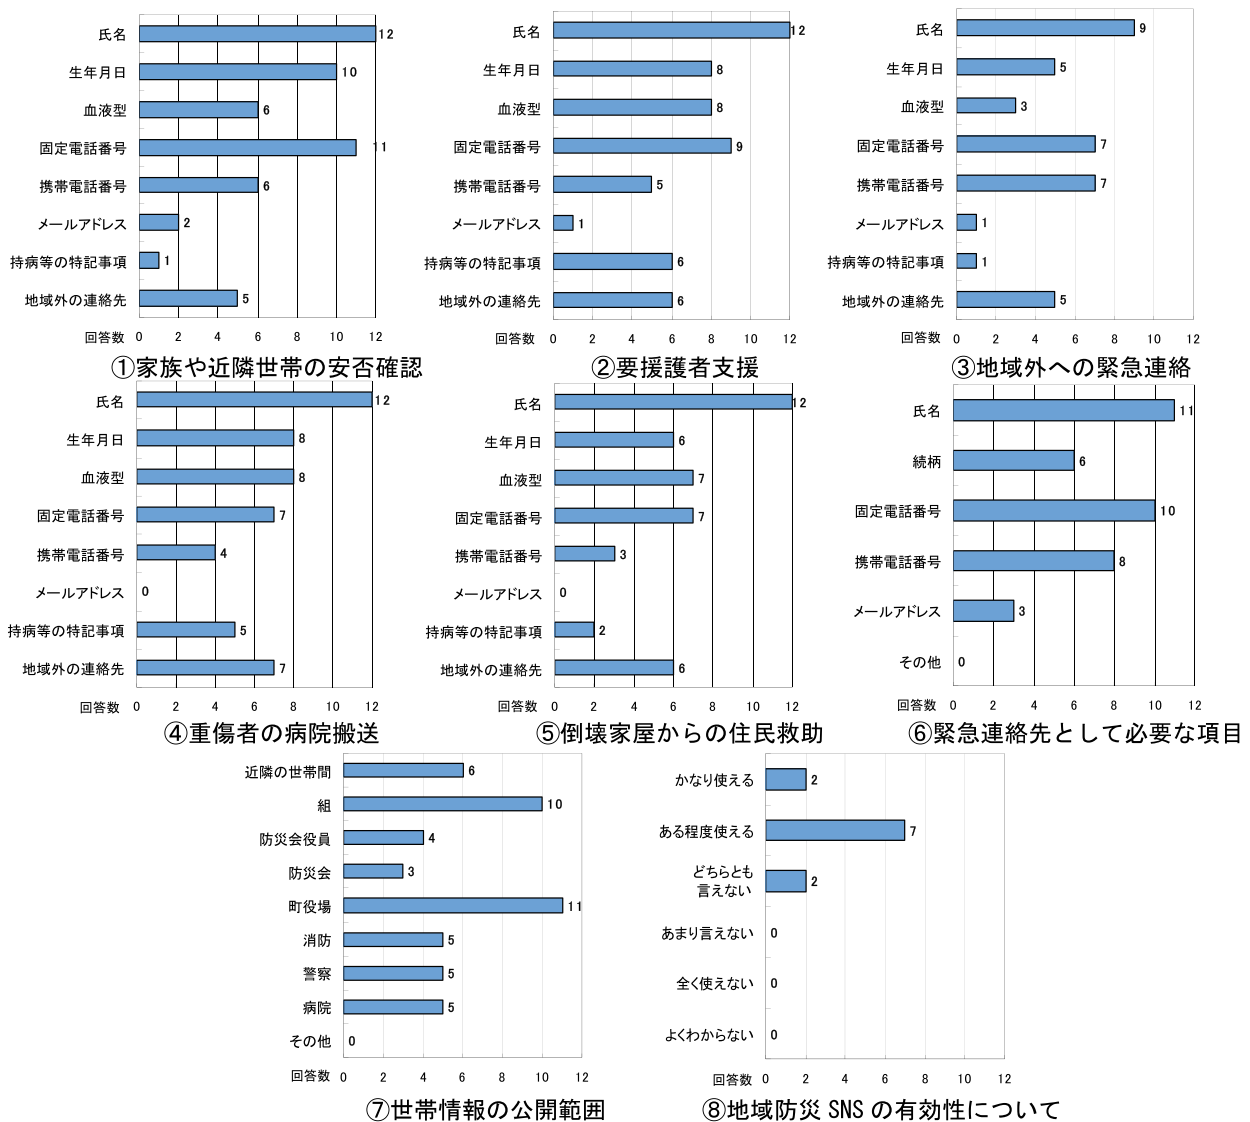 氏名 12
生年月日 10
血液型 6
固定電話番号 11
携帯電話番号 6
メールアドレス 2
持病等の特記事項 1
地域外の連絡先 5
回答数 0 2 4 6 8 10 12
①家族や近隣世帯の安否確認
氏名 12
生年月日 8
血液型 8
固定電話番号 9
携帯電話番号 5
メールアドレス 1
持病等の特記事項 6
地域外の連絡先 6
回答数 0 2 4 6 8 10 12
②要援護者支援
氏名 9
生年月日 5
血液型 3
固定電話番号 7
携帯電話番号 7
メールアドレス 1
持病等の特記事項 1
地域外の連絡先 5
回答数 0 2 4 6 8 10 12
③地域外への緊急連絡
氏名 12
生年月日 8
血液型 8
固定電話番号 7
携帯電話番号 4
メールアドレス 0
持病等の特記事項 5
地域外の連絡先 7
回答数 0 2 4 6 8 10 12
④重傷者の病院搬送
氏名 12
生年月日 6
血液型 7
固定電話番号 7
携帯電話番号 3
メールアドレス 0
持病等の特記事項 2
地域外の連絡先 6
回答数 0 2 4 6 8 10 12
⑤倒壊家屋からの住民救助
氏名 11
続柄 6
固定電話番号 10
携帯電話番号 8
メールアドレス 3
その他 0
回答数 0 2 4 6 8 10 12
⑥緊急連絡先として必要な項目
近隣の世帯間 6
組 10
防災会役員 4
防災会 3
町役場 11
消防 5
警察 5
病院 5
その他 0
回答数 0 2 4 6 8 10 12
⑦世帯情報の公開範囲
かなり使える 2
ある程度使える 7
どちらとも
言えない 2
あまり言えない 0
全く使えない 0
よくわからない 0
回答数 0 2 4 6 8 10 12
⑧地域防災 SNS の有効性について